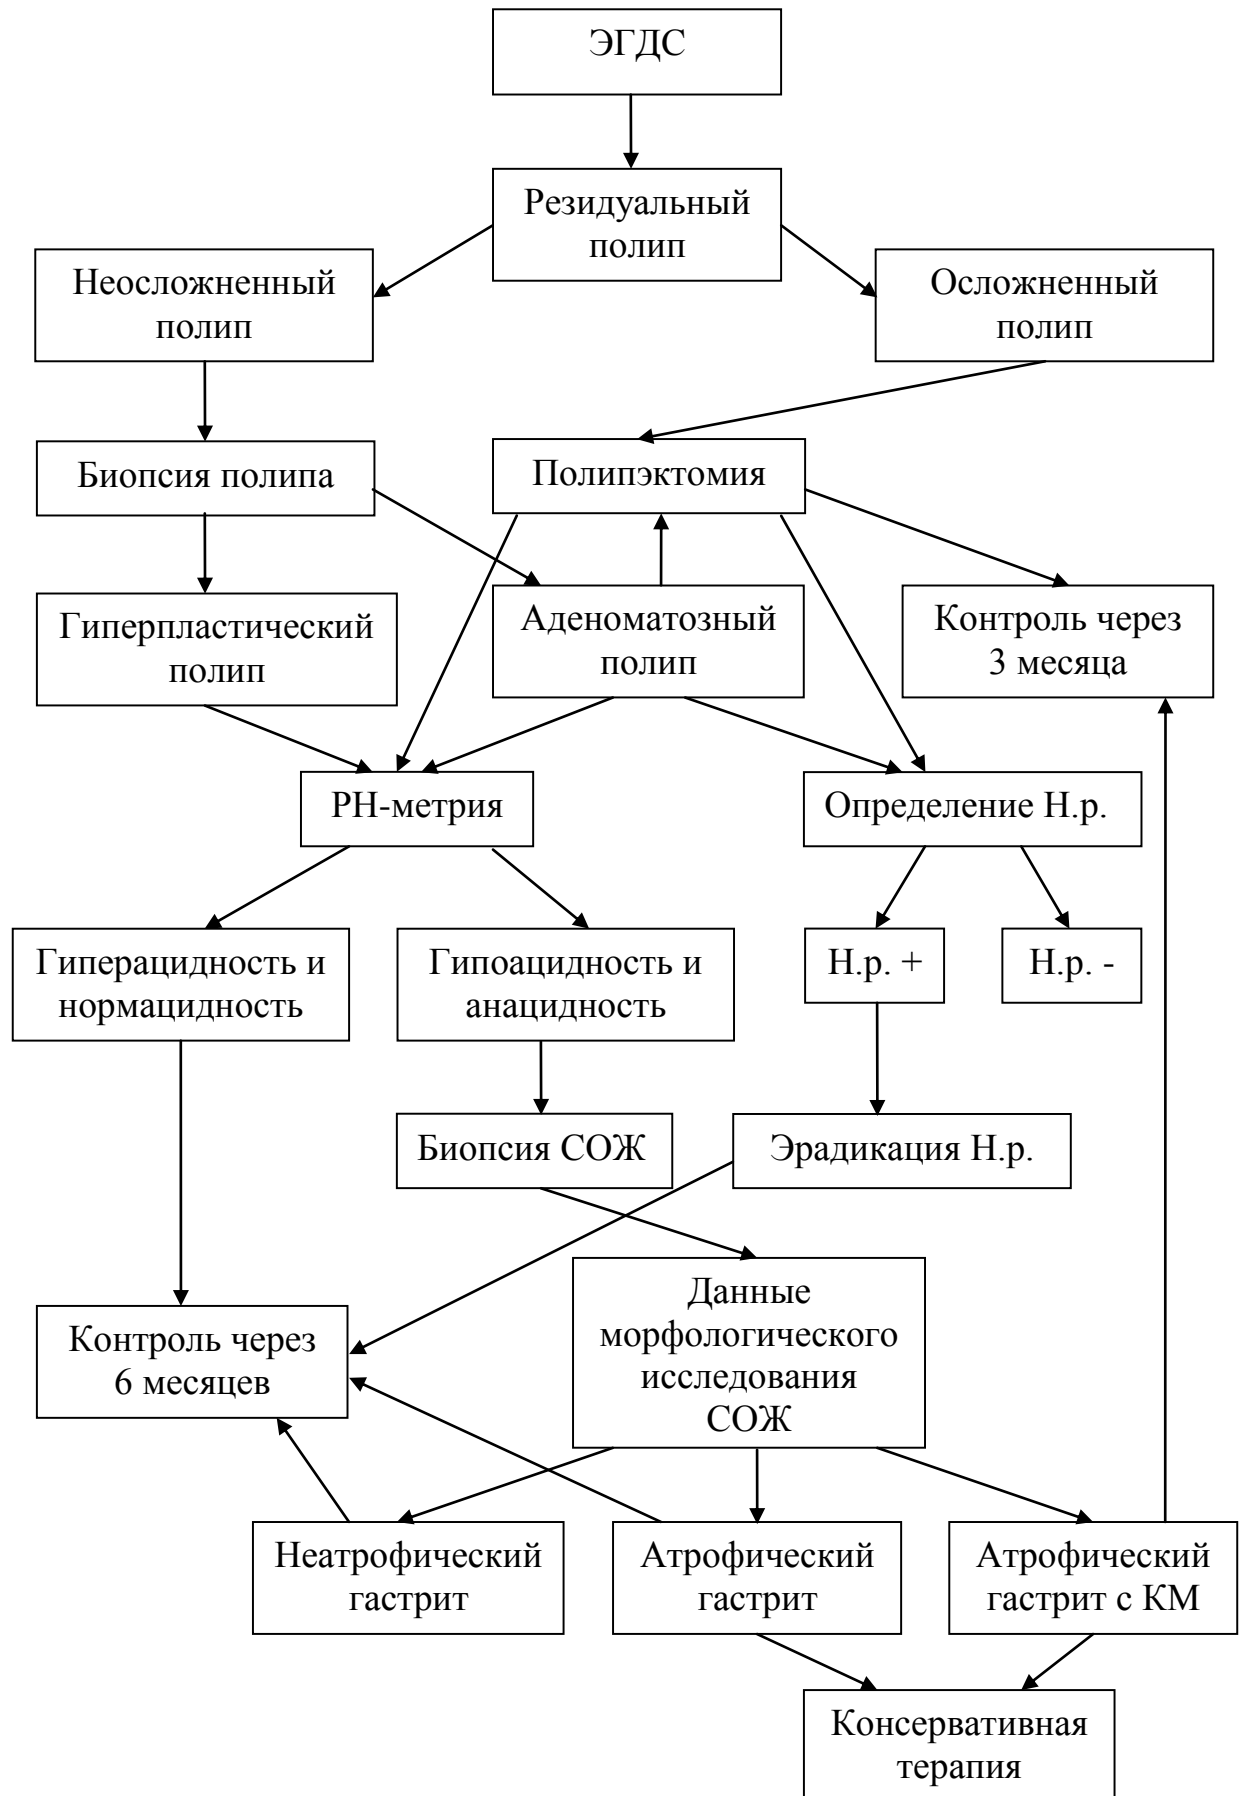 ЭГДС
Резидуальный
полип
Неосложненный
полип
Осложненный
полип
Биопсия полипа
Полипэктомия
Гиперпластический
полип
Аденоматозный
полип
Контроль через
3 месяца
РН-метрия
Определение Н.р.
Гиперацидность и
нормацидность
Гипоацидность и
анацидность
Н.р. +
Н.р. -
Биопсия СОЖ
Эрадикация Н.р.
Данные
морфологического
исследования
СОЖ
Контроль через
6 месяцев
Неатрофический
гастрит
Атрофический
гастрит
Атрофический
гастрит с КМ
Консервативная
терапия